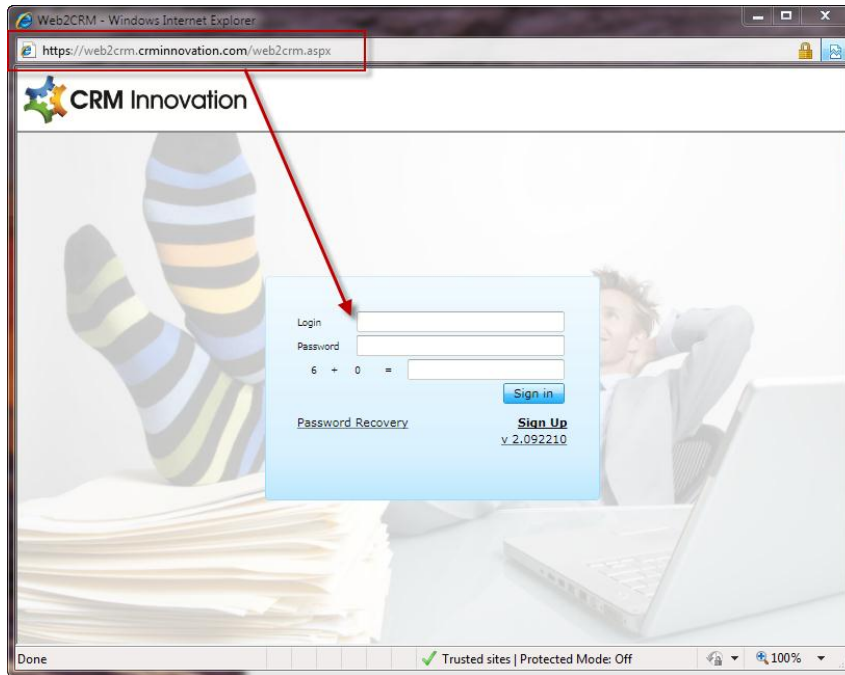 Web2CRM - Windows Internet Explorer
https://web2crm.crminnovation.com/web2crm.aspx
CRM Innovation
Login
Password
6 + 0 =
Sign in
Password Recovery Sign Up
v 2.092210
Done Trusted sites | Protected Mode: Off 100%